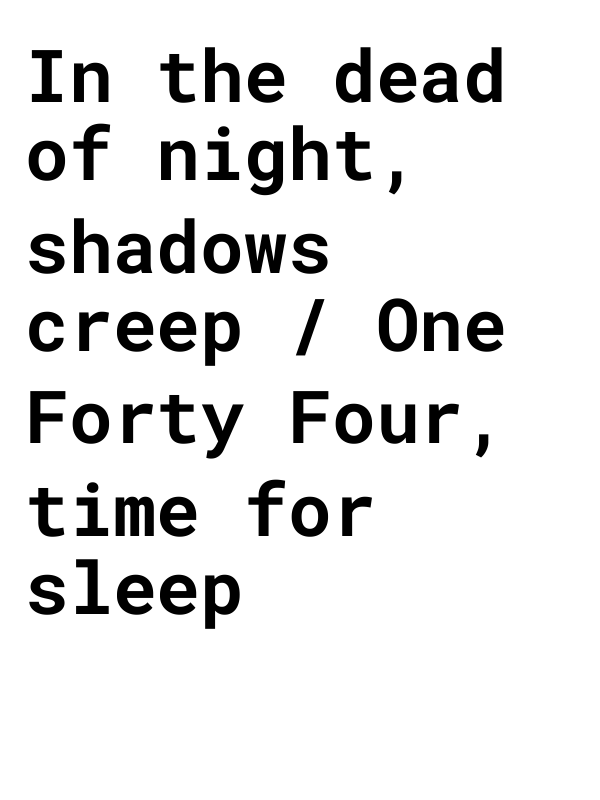 In the dead
of night,
shadows
creep / One
Forty Four,
time for
sleep